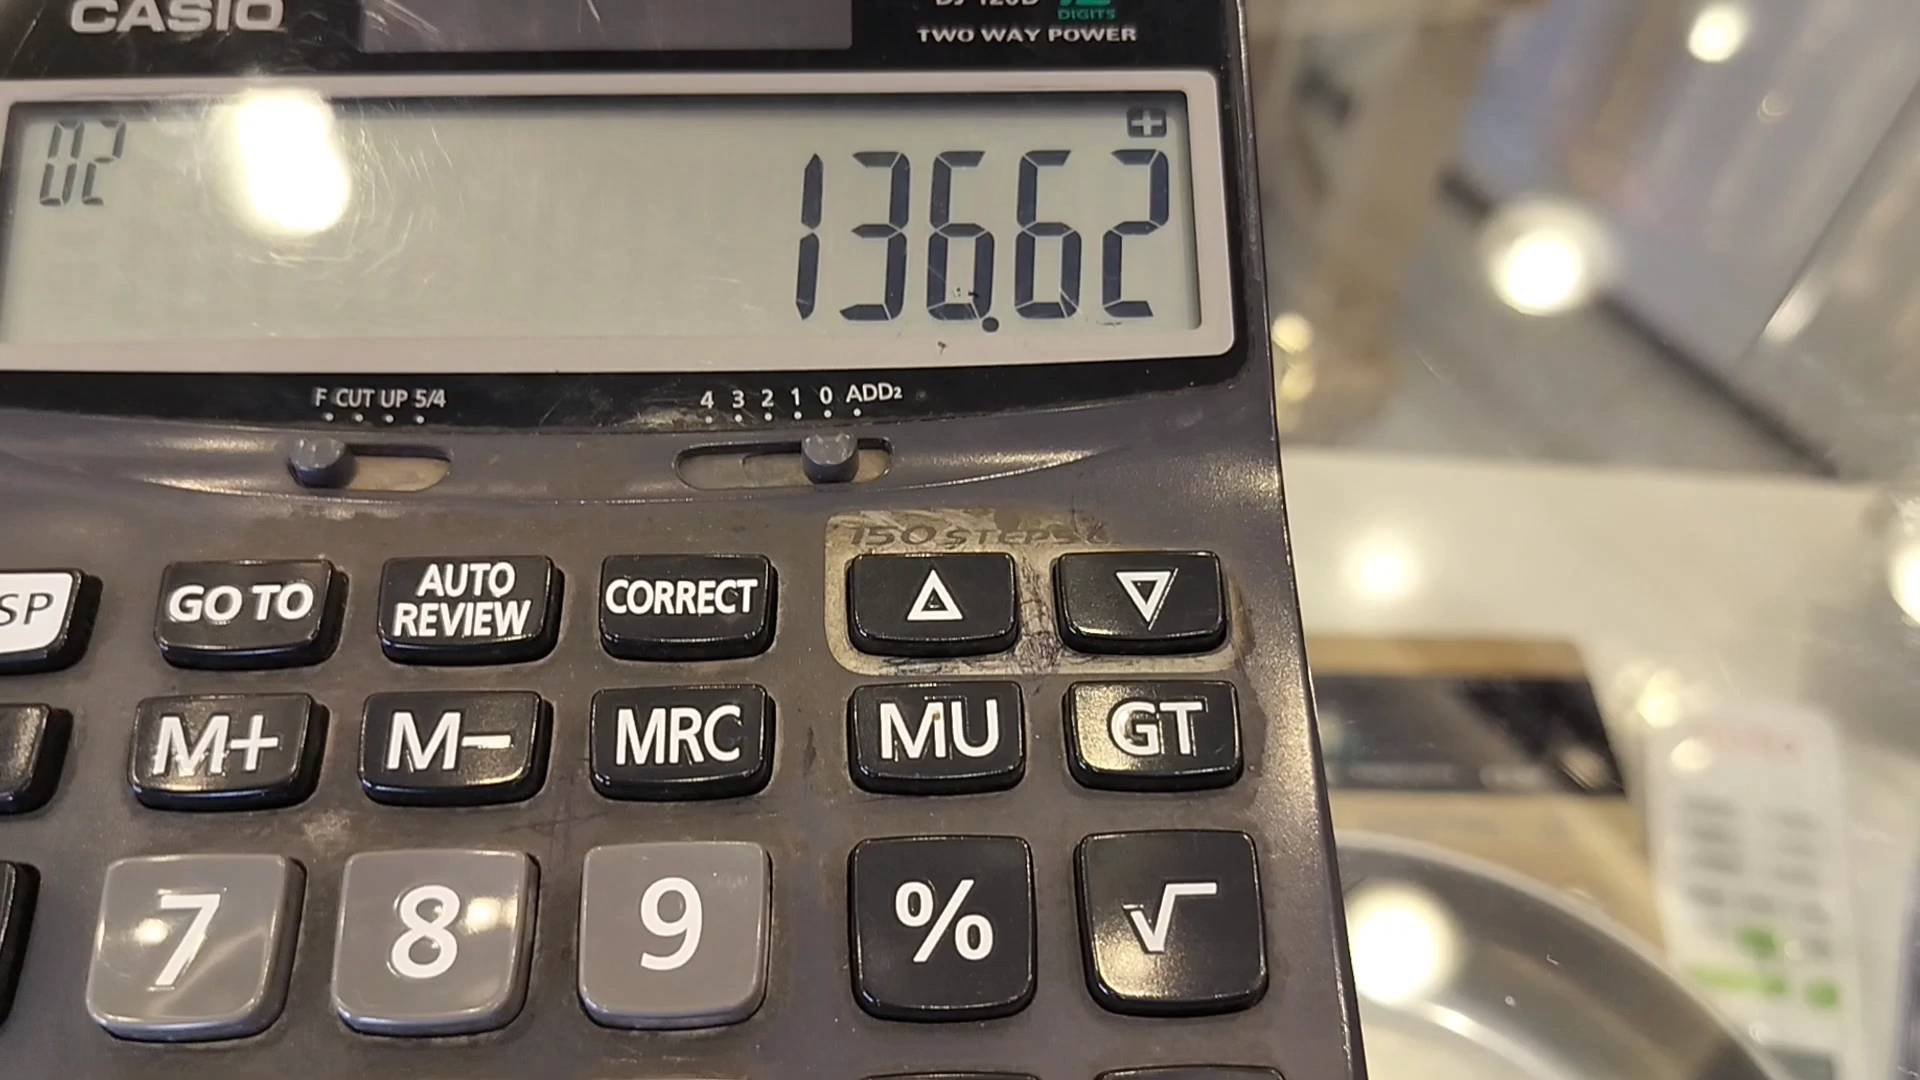 CASIO
DIGITS
TWO WAY POWER
02
+
136.62
F CUT UP 5/4
4 3 2 1 0 ADD2
150 STEPS
SP
GO TO
AUTO
REVIEW
CORRECT
△
▽
M+
M−
MRC
MU
GT
7
8
9
%
√